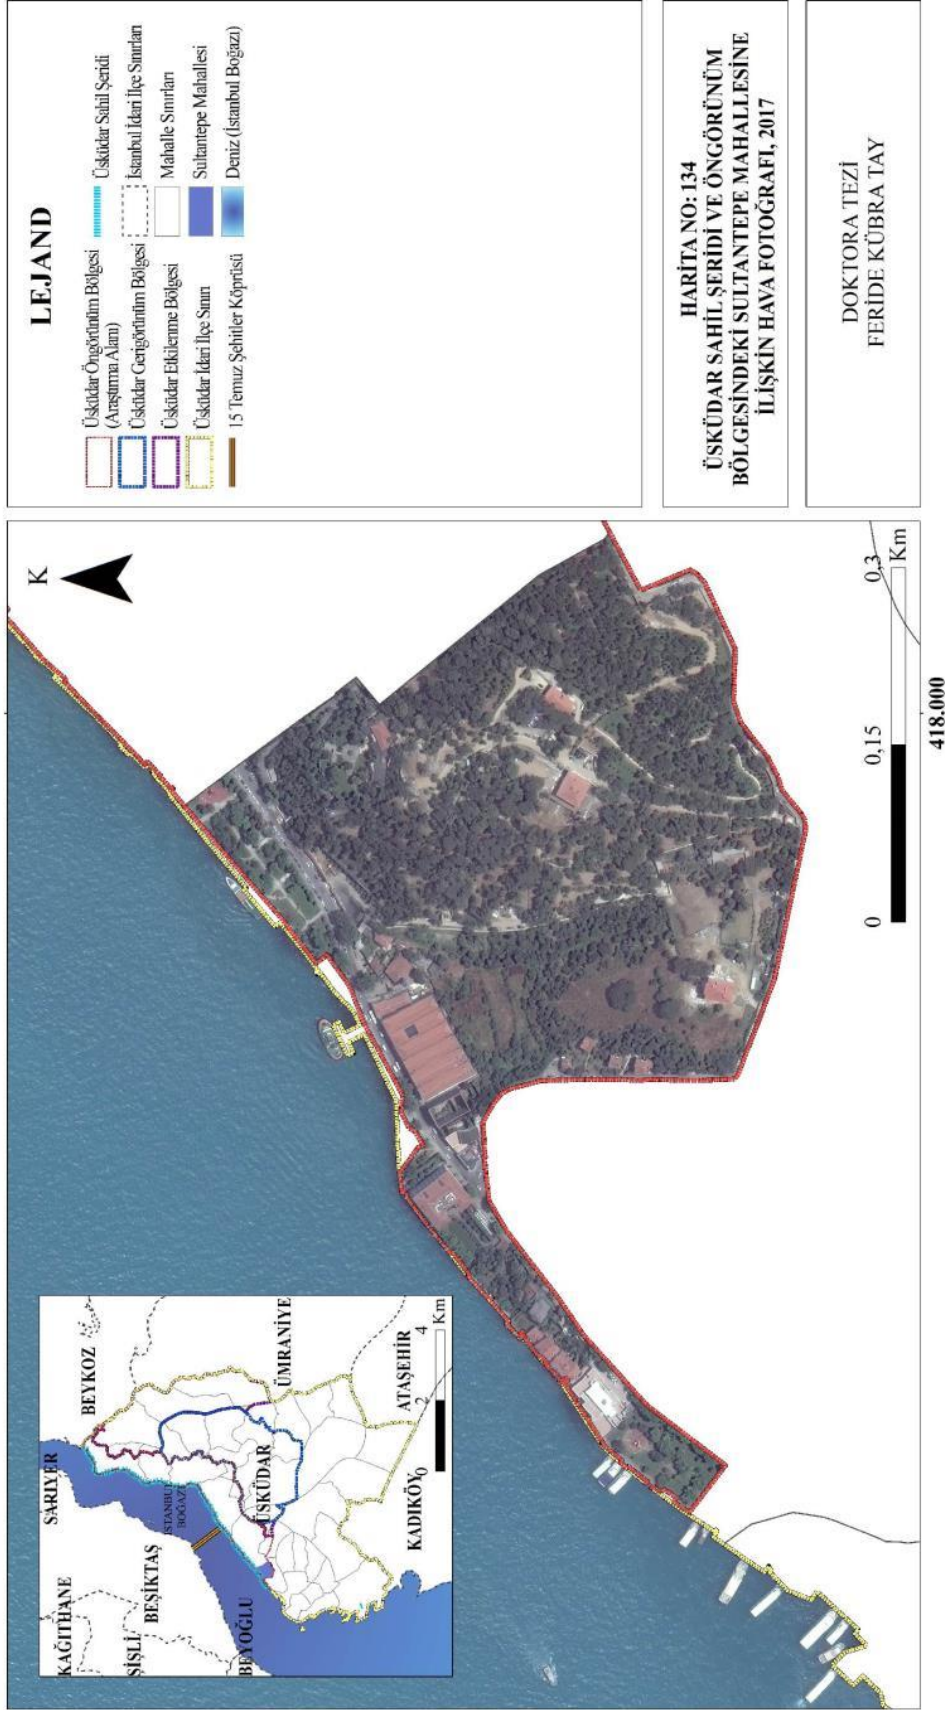 LEJAND
Üsküdar Öngörünüm Bölgesi
(Araştırma Alanı)
Üsküdar Gerigörünüm Bölgesi
Üsküdar Etkilenme Bölgesi
Üsküdar İdari İlçe Sınırı
15 Temuz Şehitler Köprüsü
Üsküdar Sahil Şeridi
İstanbul İdari İlçe Sınırları
Mahalle Sınırları
Sultantepe Mahallesi
Deniz (İstanbul Boğazı)
HARİTA NO: 134
ÜSKÜDAR SAHİL ŞERİDİ VE ÖNGÖRÜNÜM
BÖLGESİNDEKİ SULTANTEPE MAHALLESİNE
İLİŞKİN HAVA FOTOĞRAFI, 2017
DOKTORA TEZİ
FERİDE KÜBRA TAY
K
0 0,15 0,3
Km
418.000
SARIYER
KAĞITHANE
BEYKOZ
ŞİŞLİ
BEŞİKTAŞ
İSTANBUL
BOĞAZI
BEYOĞLU
ÜSKÜDAR
ÜMRANİYE
KADIKÖY
ATAŞEHİR
0 2 4
Km